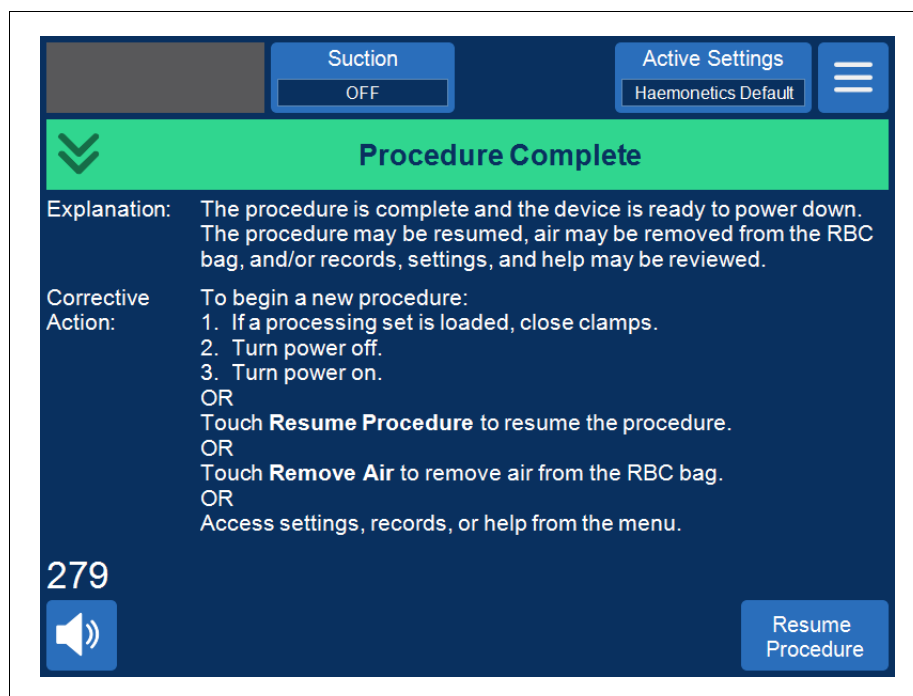 Suction
OFF
Active Settings
Haemonetics Default
Procedure Complete
Explanation:
The procedure is complete and the device is ready to power down.
The procedure may be resumed, air may be removed from the RBC
bag, and/or records, settings, and help may be reviewed.
Corrective
Action:
To begin a new procedure:
1. If a processing set is loaded, close clamps.
2. Turn power off.
3. Turn power on.
OR
Touch Resume Procedure to resume the procedure.
OR
Touch Remove Air to remove air from the RBC bag.
OR
Access settings, records, or help from the menu.
279
Resume
Procedure